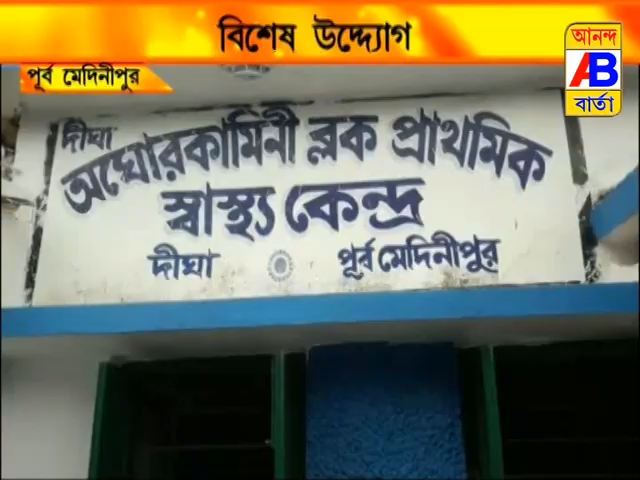 বিশেষ উদ্দ্যোগ
আনন্দ
AB
বার্তা
পূর্ব মেদিনীপুর
দীঘা
অঘোরকামিনী ব্লক প্রাথমিক
স্বাস্থ্য কেন্দ্র
দীঘা পূর্ব মেদিনীপুর